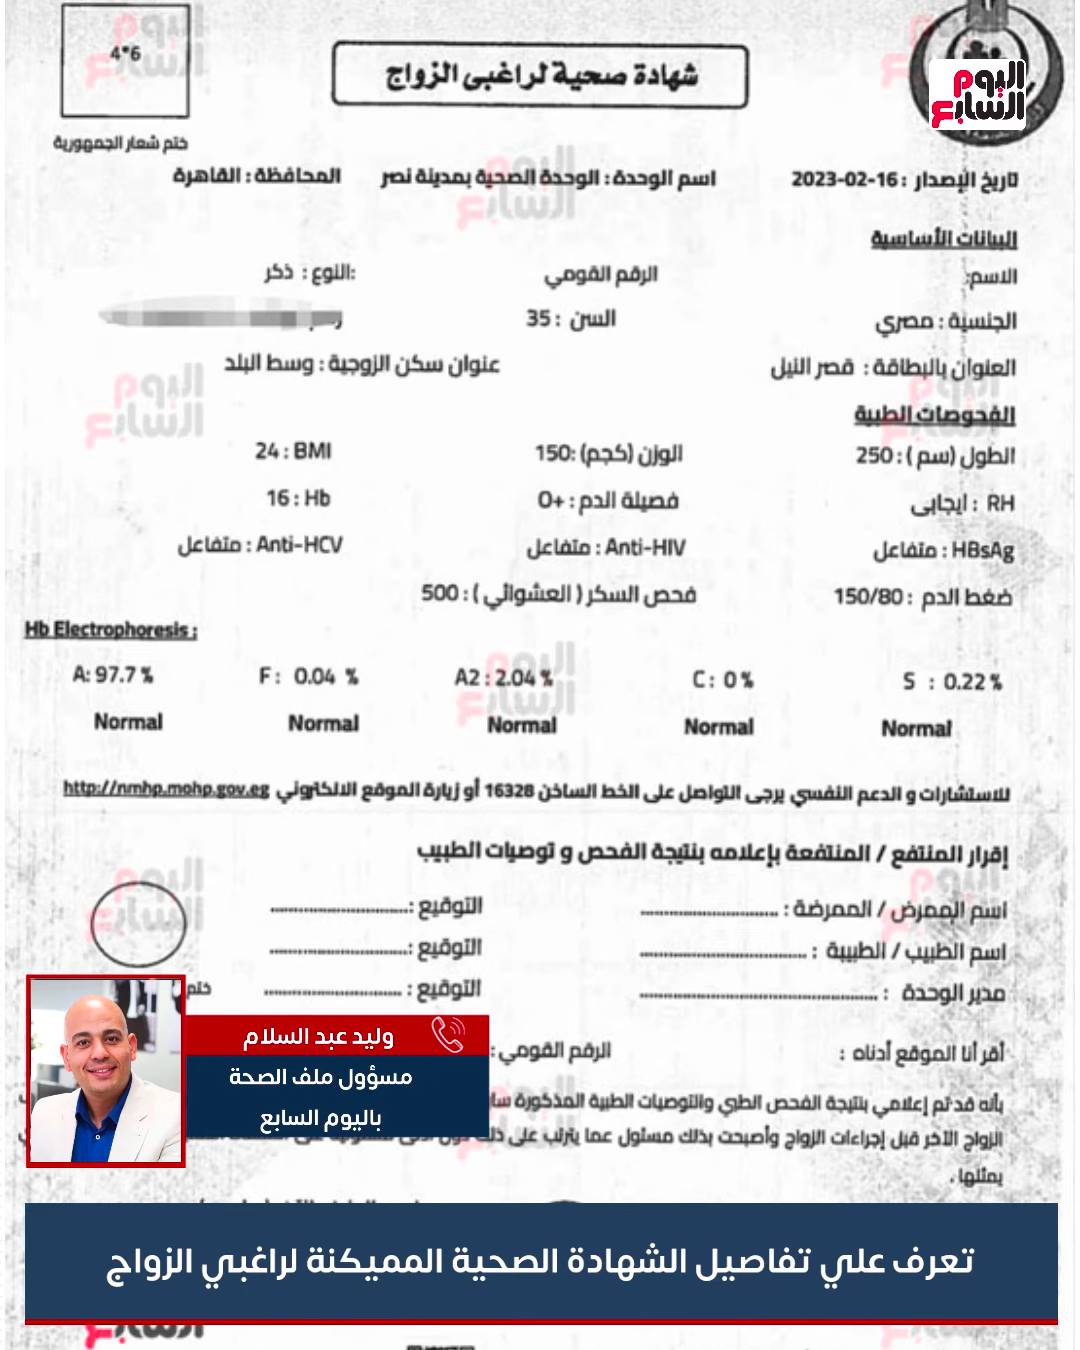 4*6
شهادة صحية لراغبى الزواج
اليوم السابع
ختم شعار الجمهورية
تاريخ الإصدار : 16-02-2023 اسم الوحدة : الوحدة الصحية بمدينة نصر المحافظة : القاهرة
البيانات الأساسية
الاسم: الرقم القومي النوع : ذكر:
الجنسية : مصري السن : 35
العنوان بالبطاقة : قصر النيل عنوان سكن الزوجية : وسط البلد
الفحوصات الطبية
الطول (سم ) : 250 الوزن (كجم) :150 BMI : 24
RH : ايجابى فصيلة الدم : +O Hb : 16
HBsAg : متفاعل Anti-HIV : متفاعل Anti-HCV : متفاعل
ضغط الدم : 150/80 فحص السكر ( العشوائي ) : 500
Hb Electrophoresis :
A: 97.7 % F : 0.04 % A2 : 2.04 % C : 0 % S : 0.22 %
Normal Normal Normal Normal Normal
للاستشارات و الدعم النفسي يرجى التواصل على الخط الساخن 16328 أو زيارة الموقع الالكتروني http://nmhp.mohp.gov.eg
إقرار المنتفع / المنتفعة بإعلامه بنتيجة الفحص و توصيات الطبيب
اسم الممرض / الممرضة : .............................. التوقيع :..............................
اسم الطبيب / الطبيبة : .............................. التوقيع :..............................
مدير الوحدة : .............................. التوقيع : .............................. ختم
أقر أنا الموقع أدناه : الرقم القومي :
بأنه قد تم إعلامي بنتيجة الفحص الطبي والتوصيات الطبية المذكورة
الزواج الآخر قبل إجراءات الزواج وأصبحت بذلك مسئول عما يترتب على
يمثلها .
وليد عبد السلام
مسؤول ملف الصحة
باليوم السابع
تعرف علي تفاصيل الشهادة الصحية المميكنة لراغبي الزواج